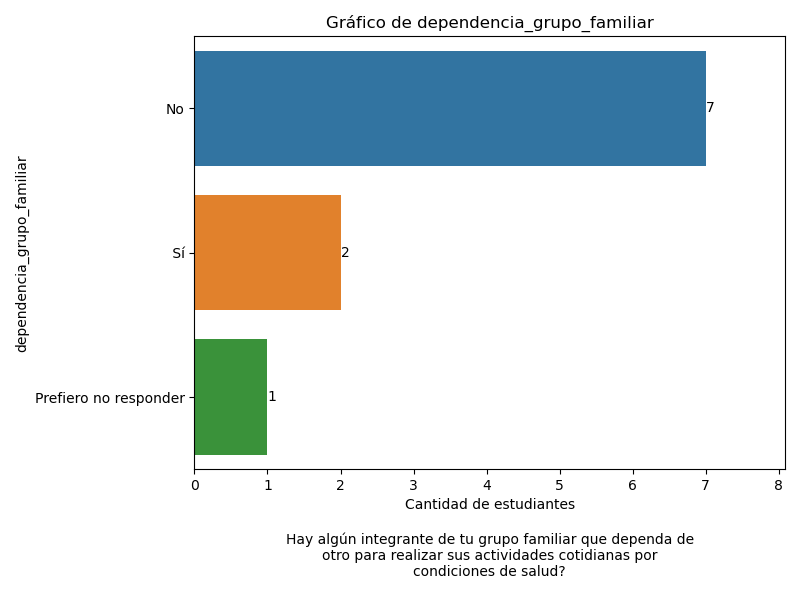 Gráfico de dependencia_grupo_familiar
dependencia_grupo_familiar
No
7
Sí
2
Prefiero no responder
1
0 1 2 3 4 5 6 7 8
Cantidad de estudiantes
Hay algún integrante de tu grupo familiar que dependa de
otro para realizar sus actividades cotidianas por
condiciones de salud?